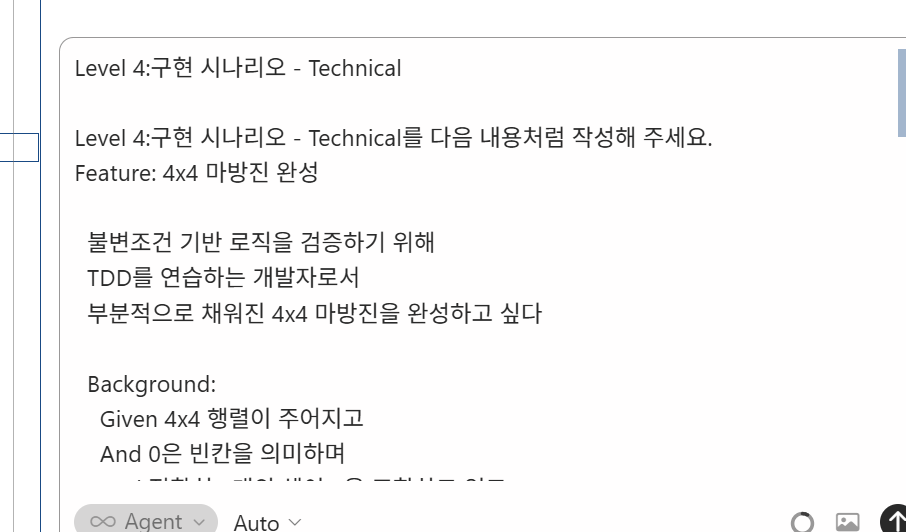 Level 4:구현 시나리오 - Technical
Level 4:구현 시나리오 - Technical를 다음 내용처럼 작성해 주세요.
Feature: 4x4 마방진 완성
불변조건 기반 로직을 검증하기 위해
TDD를 연습하는 개발자로서
부분적으로 채워진 4x4 마방진을 완성하고 싶다
Background:
Given 4x4 행렬이 주어지고
And 0은 빈칸을 의미하며
Agent
Auto